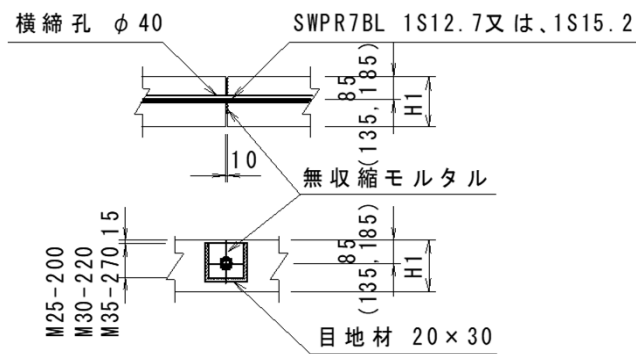 横締孔 φ40
SWPR7BL 1S12.7又は、1S15.2
85
(135,185)
H1
10
無収縮モルタル
15
M25-200
M30-220
M35-270
85
(135,185)
H1
目地材 20×30